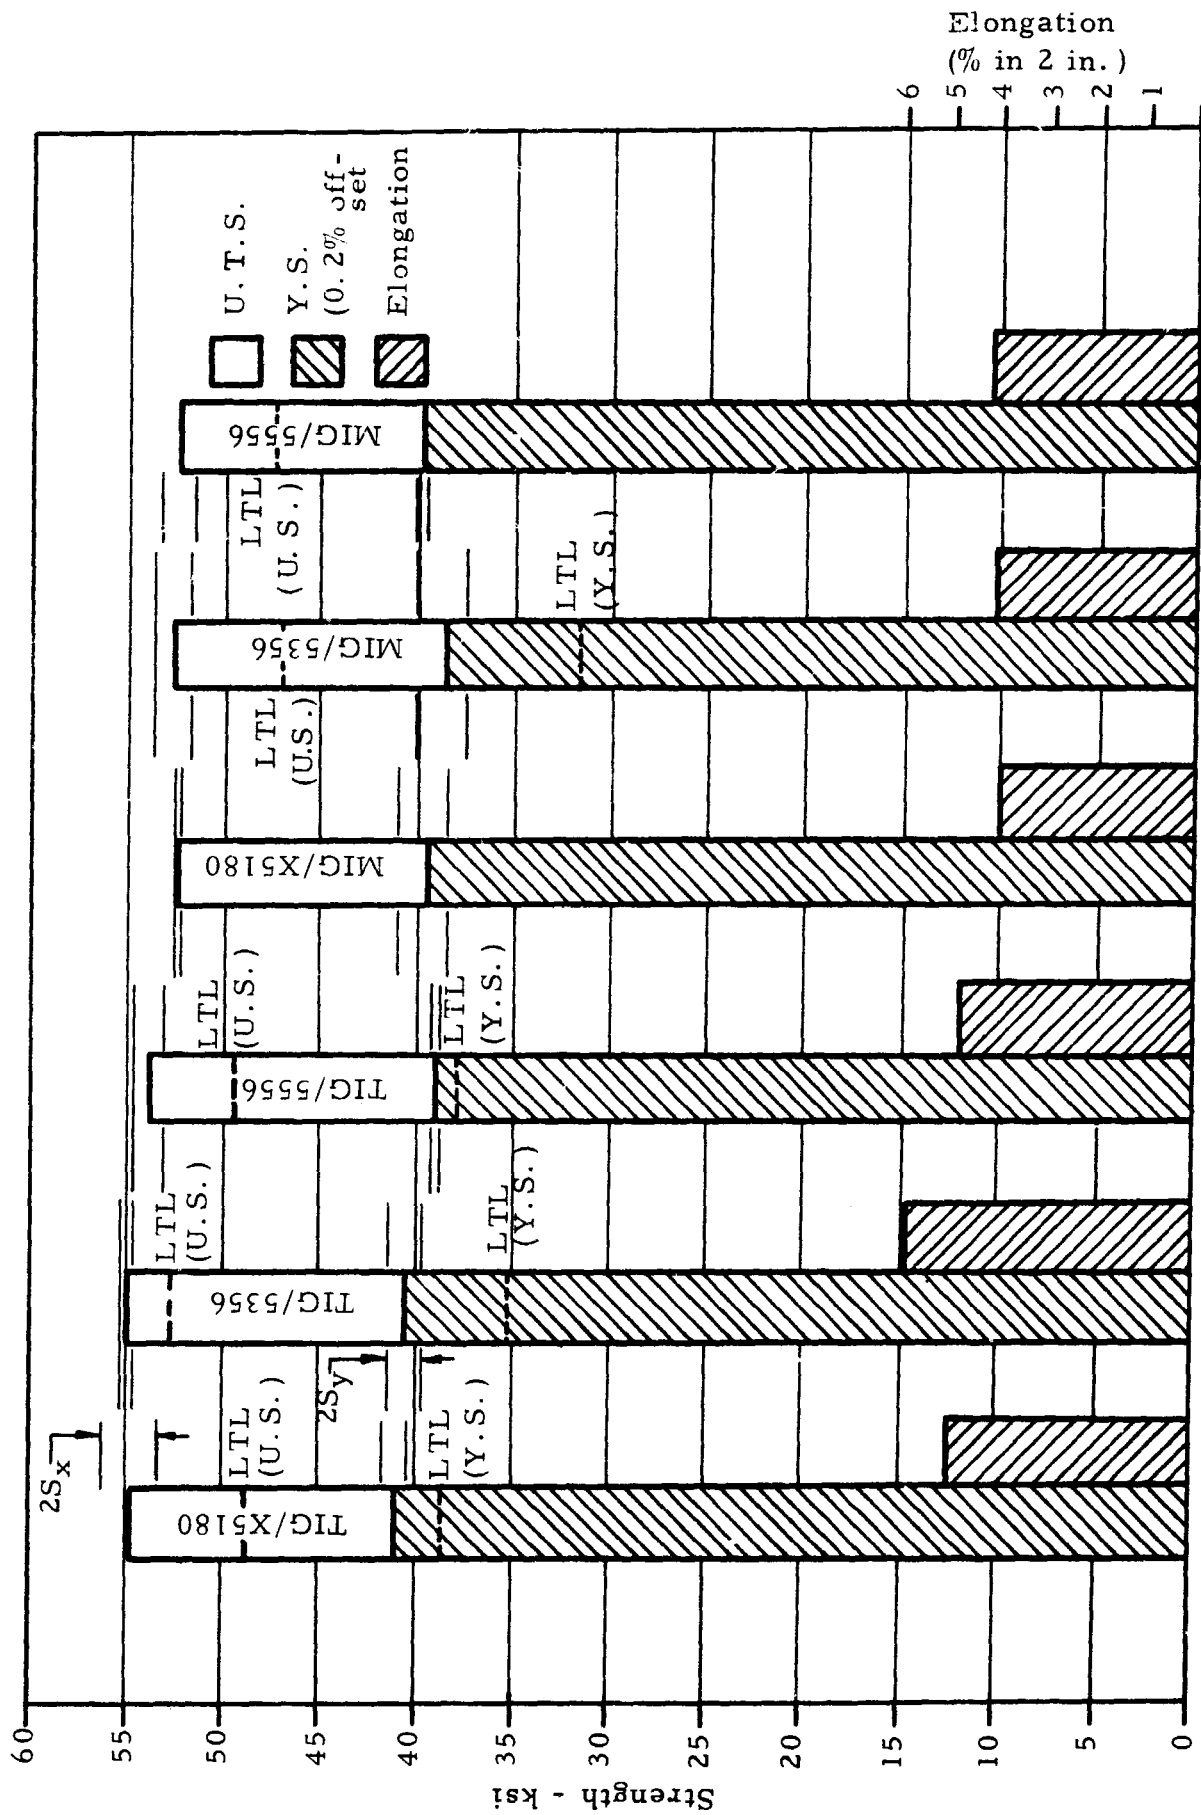 Elongation
(% in 2 in.)
6
5
4
3
2
1
U.T.S.
Y.S.
(0.2% off-
set
Elongation
60
55
50
45
40
35
30
25
20
15
10
5
0
Strength - ksi
2Sx
2Sy
TIG/X5180
LTL
(U.S.)
LTL
(Y.S.)
TIG/5356
LTL
(U.S.)
LTL
(Y.S.)
TIG/5556
LTL
(U.S.)
LTL
(Y.S.)
MIG/X5180
MIG/5356
LTL
(U.S.)
LTL
(Y.S.)
MIG/5556
LTL
(U.S.)